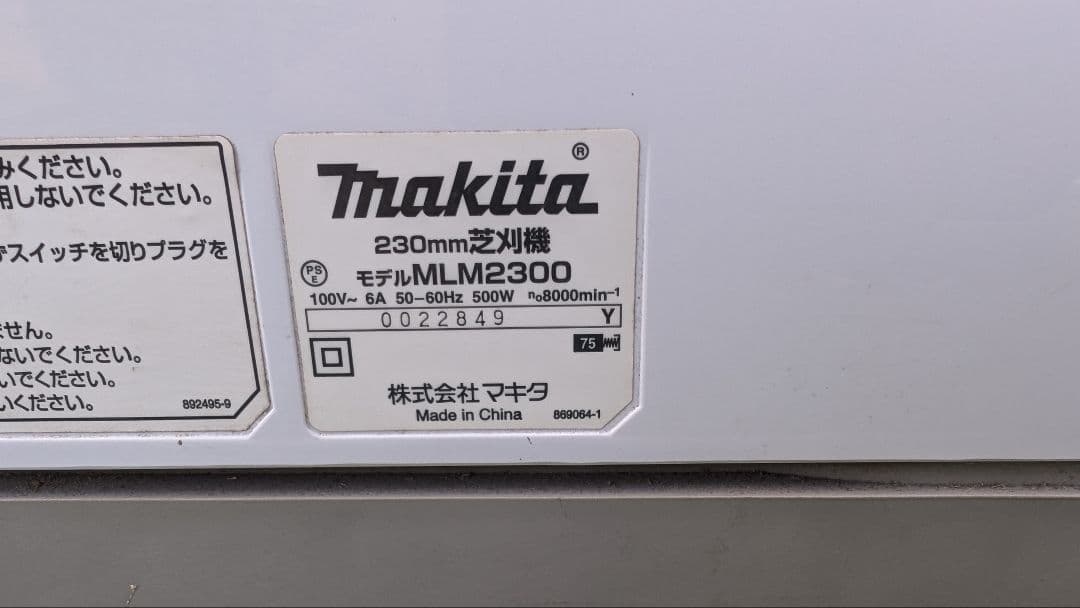 みください。
用しないでください。
スイッチを切りプラグを
ません。
ないでください。
いでください。
いください。
892495-9
makita®
230mm芝刈機
PS
E
モデルMLM2300
100V~ 6A 50-60Hz 500W n₀8000min⁻¹
0022849 Y
75
株式会社 マキタ
Made in China 869064-1